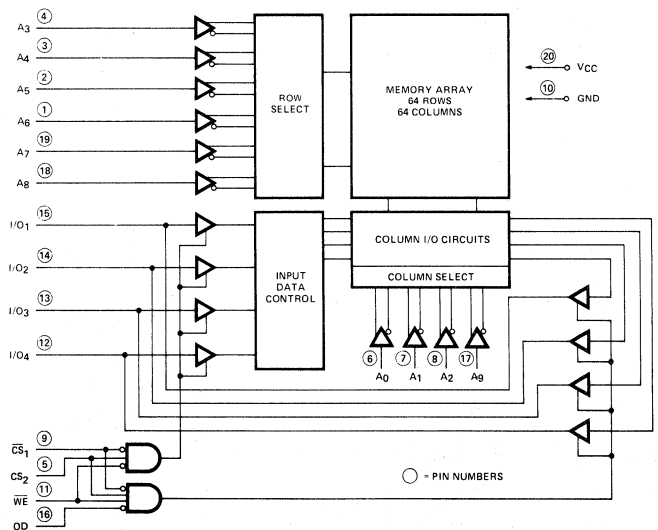 4
A3
3
A4
2
A5
1
A6
19
A7
18
A8
ROW
SELECT
MEMORY ARRAY
64 ROWS
64 COLUMNS
20
VCC
10
GND
15
I/O1
14
I/O2
13
I/O3
12
I/O4
INPUT
DATA
CONTROL
COLUMN I/O CIRCUITS
COLUMN SELECT
6
7
8
17
A0
A1
A2
A9
9
CS1
5
CS2
11
WE
16
OD
= PIN NUMBERS